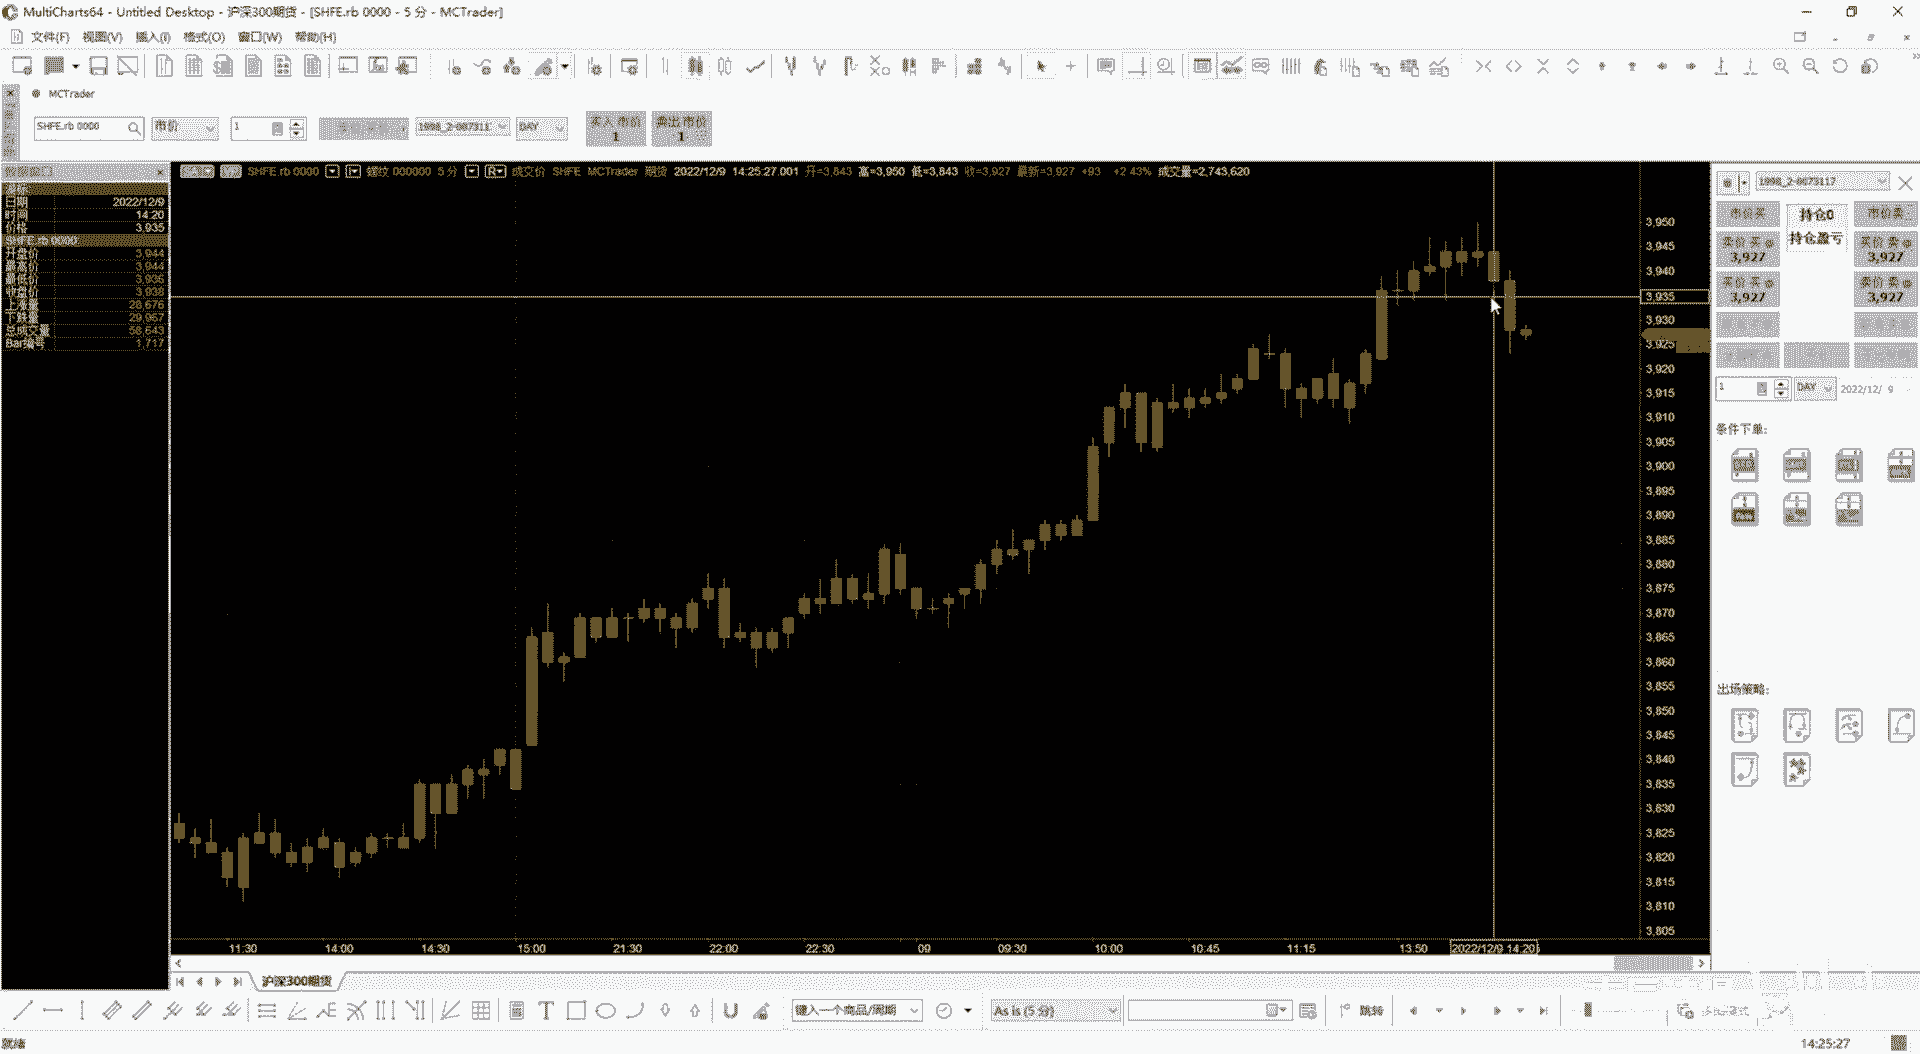 MultiCharts64 - Untitled Desktop - 沪深300期货 - [SHFE.rb 0000 - 5 分 - MCTrader]
文件(F) 视图(V) 插入(I) 格式(O) 窗口(W) 帮助(H)
MCTrader
SHFE.rb 0000 市价 1 DAY 买入 市价 1 卖出 市价 1
SHFE.rb 0000 螺纹 000000 5 分 成交价 SHFE MCTrader 期货 2022/12/9 14:25:27.001 开=3,843 高=3,950 低=3,843 收=3,927 最新=3,927 +93 +2.43% 成交量=2,743,620
日期 2022/12/9
时间 14:20
价格 3,935
SHFE.rb 0000
开盘价 3,944
最高价 3,944
最低价
收盘价 3,938
上涨量 28,676
下跌量 29,967
总成交量 58,643
Bar编号 1,717
3,950
3,945
3,940
3,935
3,930
3,925
3,920
3,915
3,910
3,905
3,900
3,895
3,890
3,885
3,880
3,875
3,870
3,865
3,860
3,855
3,850
3,845
3,840
3,835
3,830
3,825
3,820
3,815
3,810
3,805
11:30 14:00 14:30 15:00 21:30 22:00 22:30 09 09:30 10:00 10:45 11:15 13:50 2022/12/9 14:20
市价买 持仓0 市价卖
卖价 买 3,927 持仓盈亏 买价 卖 3,927
买价 买 3,927 卖价 卖 3,927
1 DAY 2022/12/ 9
条件下单:
出场策略:
沪深300期货
键入一个商品/周期 As is (5 分) 跳转
就绪 14:25:27